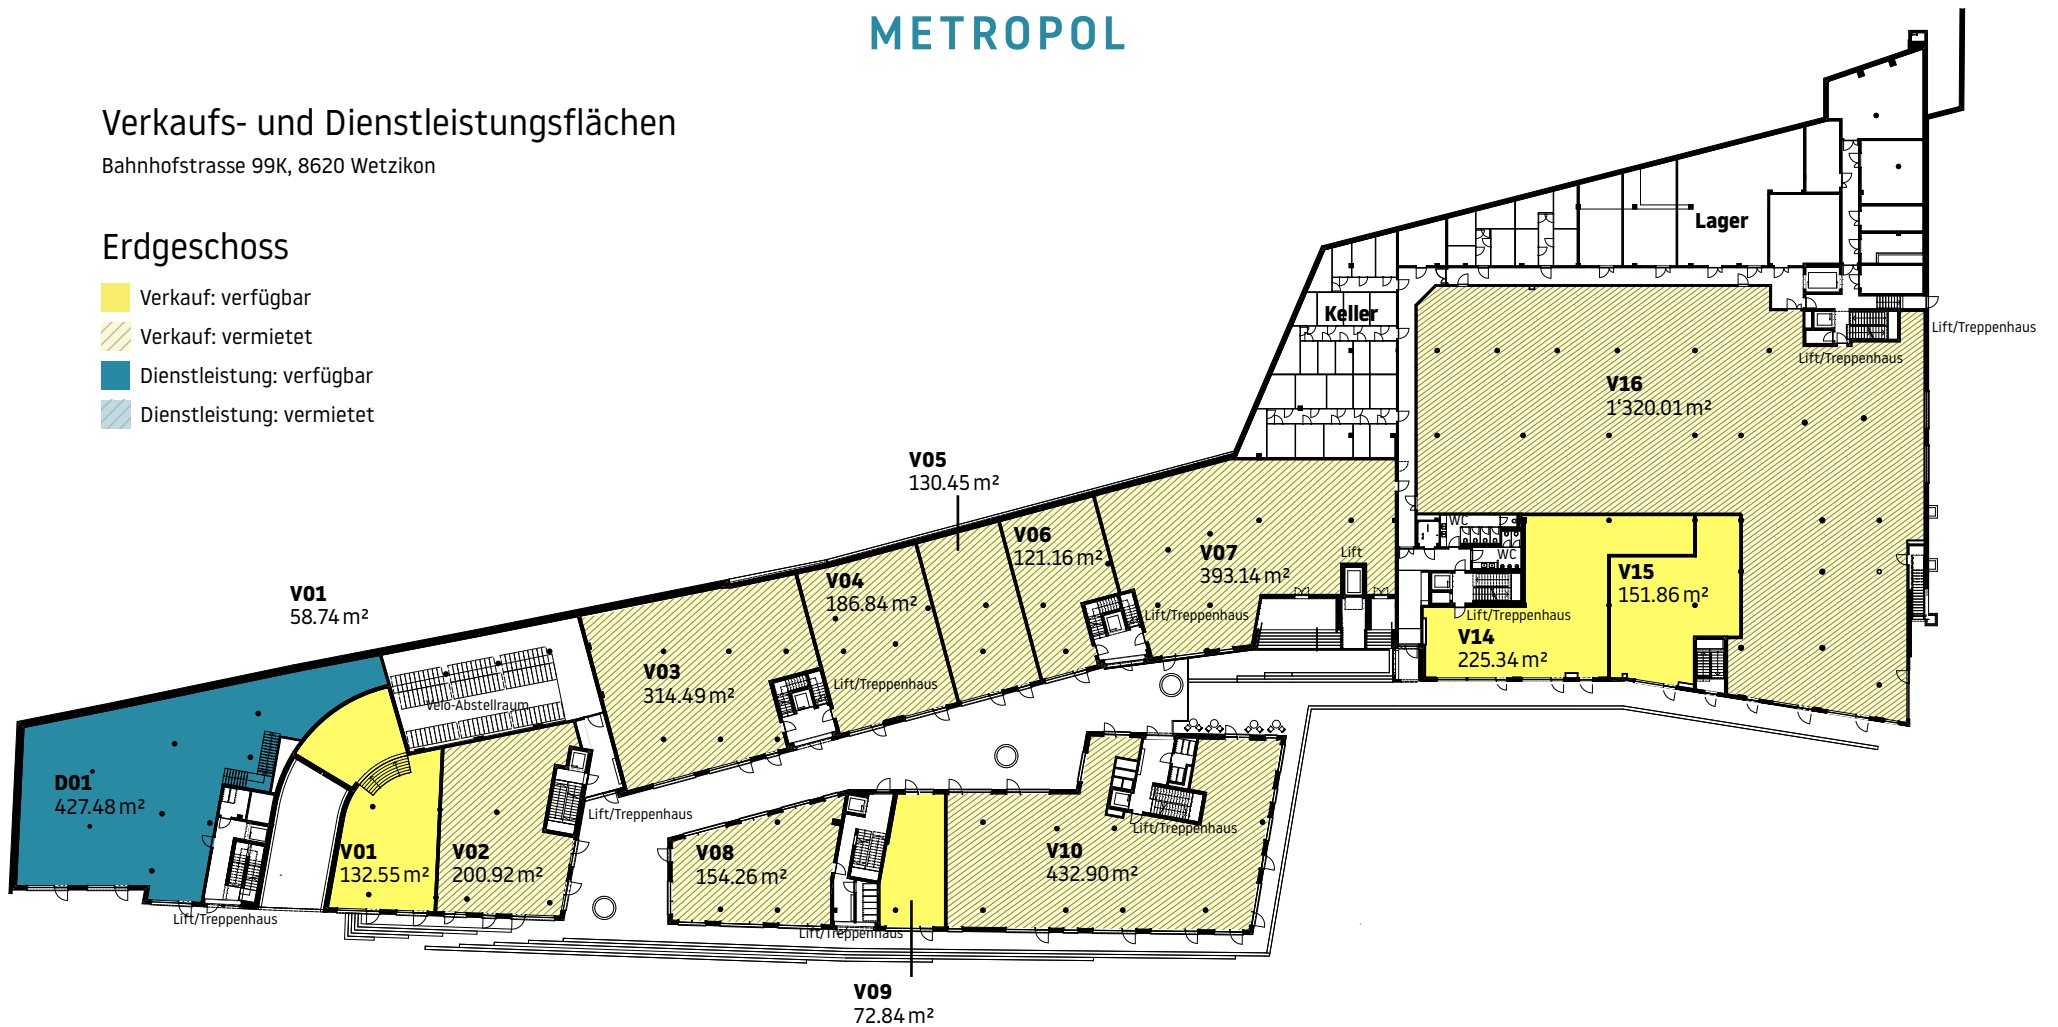 METROPOL
Verkaufs- und Dienstleistungsflächen
Bahnhofstrasse 99K, 8620 Wetzikon
Erdgeschoss
Verkauf: verfügbar
Verkauf: vermietet
Dienstleistung: verfügbar
Dienstleistung: vermietet
Lager
Keller
Lift/Treppenhaus
Lift/Treppenhaus
V16
1‘320.01 m²
V05
130.45 m²
V06
121.16 m²
V07
393.14 m²
Lift
WC
WC
V15
151.86 m²
Lift/Treppenhaus
V14
225.34 m²
V04
186.84 m²
Lift/Treppenhaus
V01
58.74 m²
V03
314.49 m²
Lift/Treppenhaus
Velo-Abstellraum
D01
427.48 m²
Lift/Treppenhaus
V01
132.55 m²
V02
200.92 m²
Lift/Treppenhaus
V08
154.26 m²
Lift/Treppenhaus
V10
432.90 m²
Lift/Treppenhaus
V09
72.84 m²